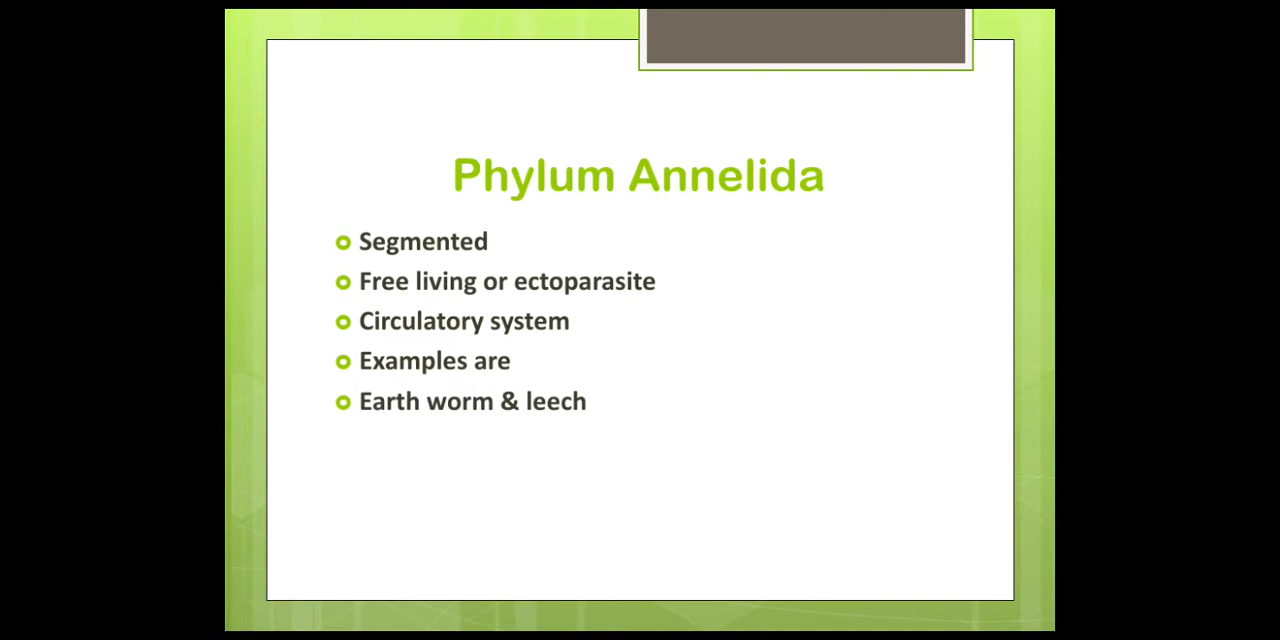 Phylum Annelida
Segmented
Free living or ectoparasite
Circulatory system
Examples are
Earth worm & leech